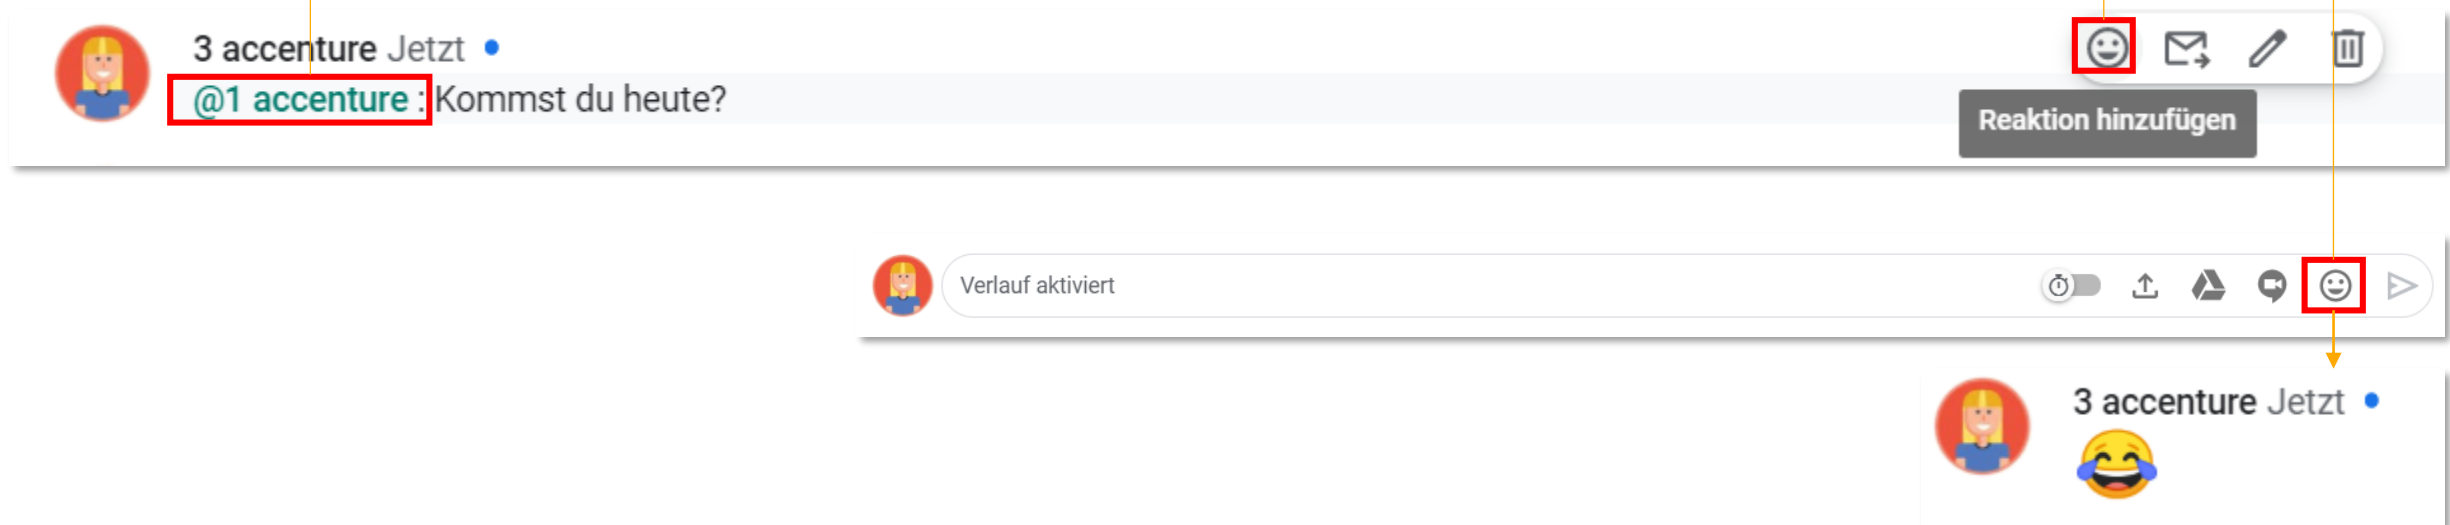 3 accenture Jetzt
@1 accenture : Kommst du heute?
Reaktion hinzufügen
Verlauf aktiviert
3 accenture Jetzt